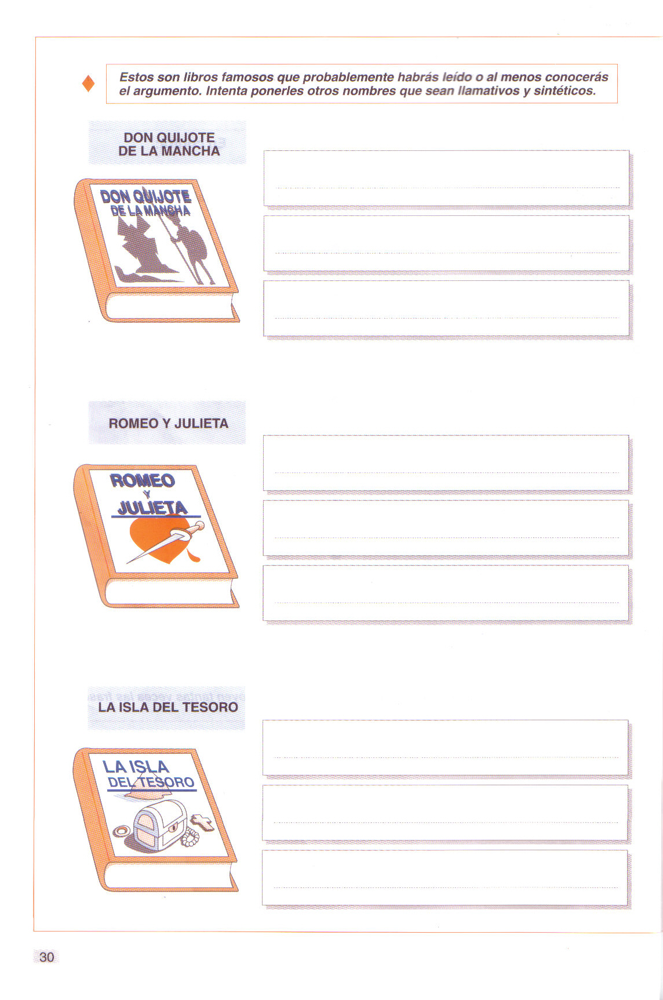 Estos son libros famosos que probablemente habrás leído o al menos conocerás
el argumento. Intenta ponerles otros nombres que sean llamativos y sintéticos.
DON QUIJOTE
DE LA MANCHA
DON QUIJOTE
DE LA MANCHA
ROMEO Y JULIETA
ROMEO
Y
JULIETA
LA ISLA DEL TESORO
LA ISLA
DEL TESORO
30